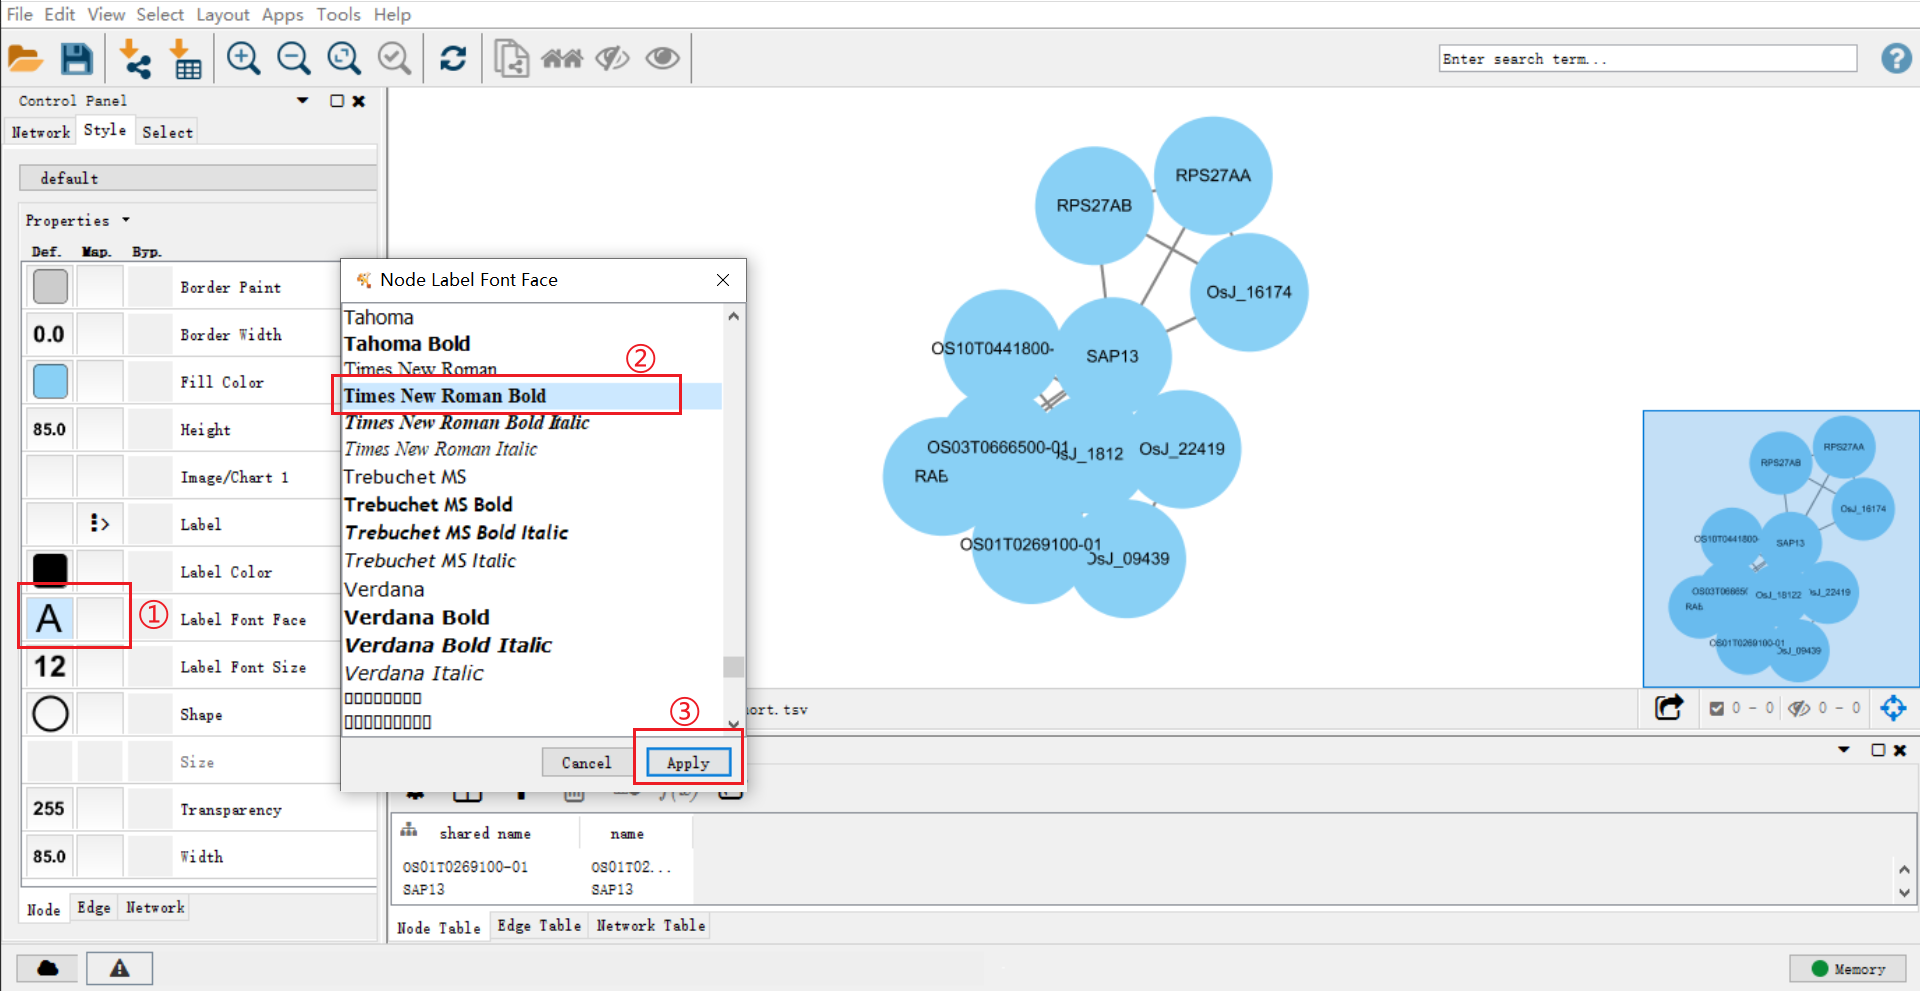 File Edit View Select Layout Apps Tools Help
Enter search term...
Control Panel
Network Style Select
default
Properties
Def. Map. Byp.
Border Paint
0.0 Border Width
Fill Color
85.0 Height
Image/Chart 1
Label
Label Color
A ① Label Font Face
12 Label Font Size
Shape
Size
255 Transparency
85.0 Width
Node Edge Network
Node Label Font Face
Tahoma
Tahoma Bold
②
Times New Roman
Times New Roman Bold
Times New Roman Bold Italic
Times New Roman Italic
Trebuchet MS
Trebuchet MS Bold
Trebuchet MS Bold Italic
Trebuchet MS Italic
Verdana
Verdana Bold
Verdana Bold Italic
Verdana Italic
③
Cancel Apply
RPS27AA
RPS27AB
OsJ_16174
OS10T0441800-
SAP13
OS03T0666500-01
sJ_1812
OsJ_22419
RAE
OS01T0269100-01
OsJ_09439
RPS27AA
RPS27AB
OsJ_16174
OS10T0441800-
SAP13
OS03T066650
OsJ_18122
sJ_22419
RAE
OS01T0269100-01
OsJ_09439
ort.tsv
0 - 0 0 - 0
f(x)
shared name name
OS01T0269100-01 OS01T02...
SAP13 SAP13
Node Table Edge Table Network Table
Memory